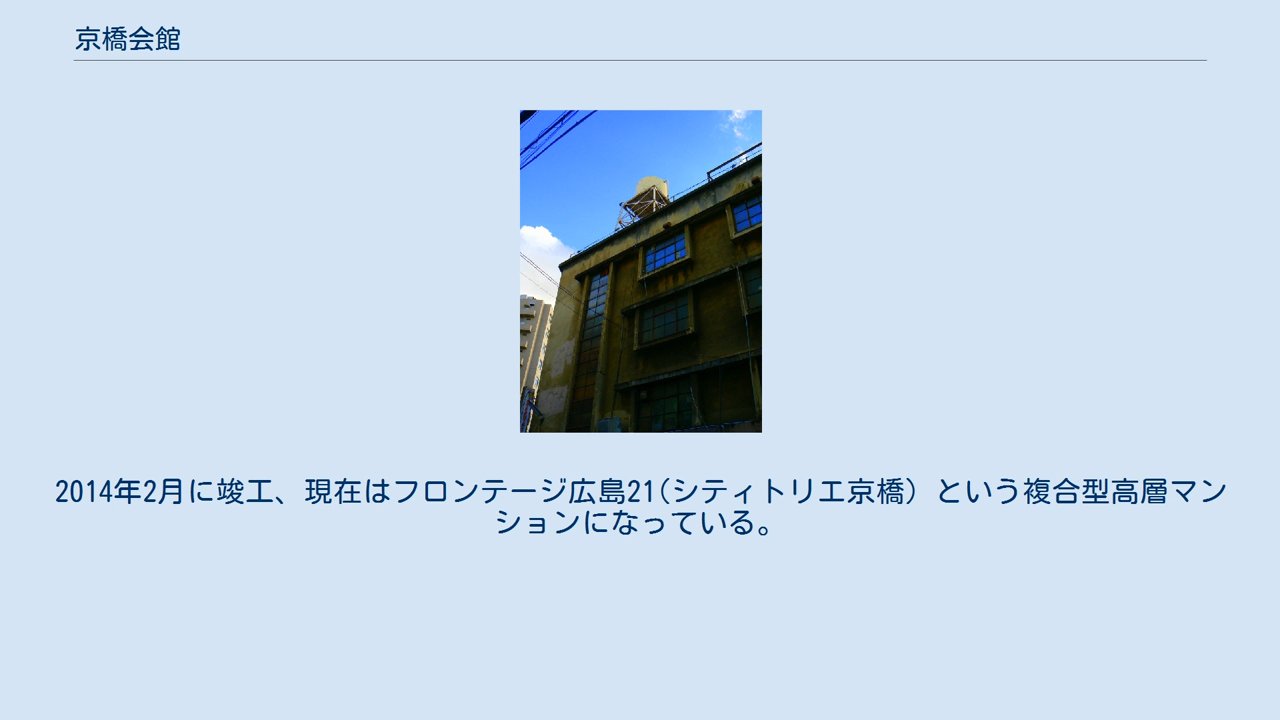 京橋会館
2014年2月に竣工、現在はフロンテージ広島21(シティトリエ京橋）という複合型高層マン
ションになっている。